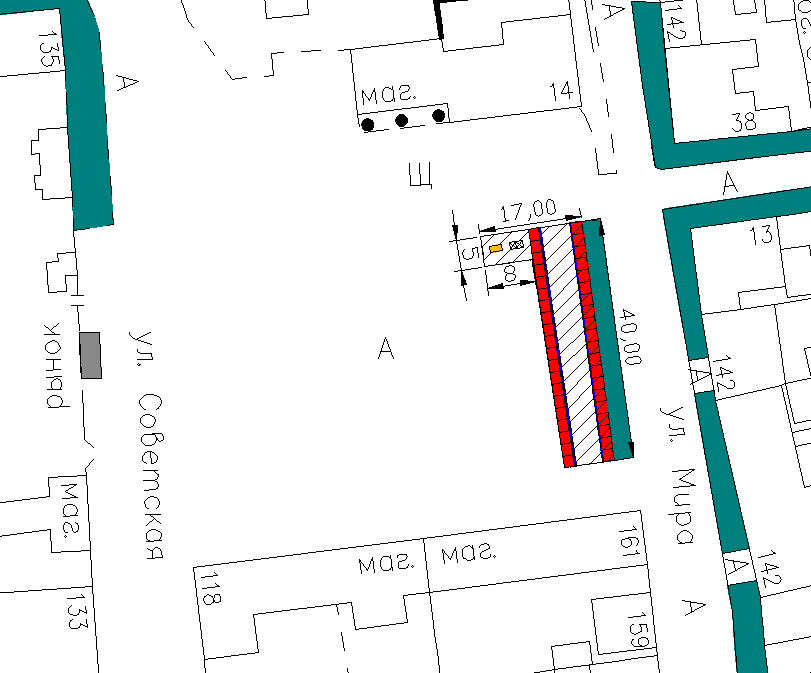 135
А
маг.
14
Щ
А
142
38
А
13
17,00
5
8
40,00
А
рынок
ул. Советская
ул. Мира
А
142
А
142
А
маг.
133
118
маг.
маг.
161
159